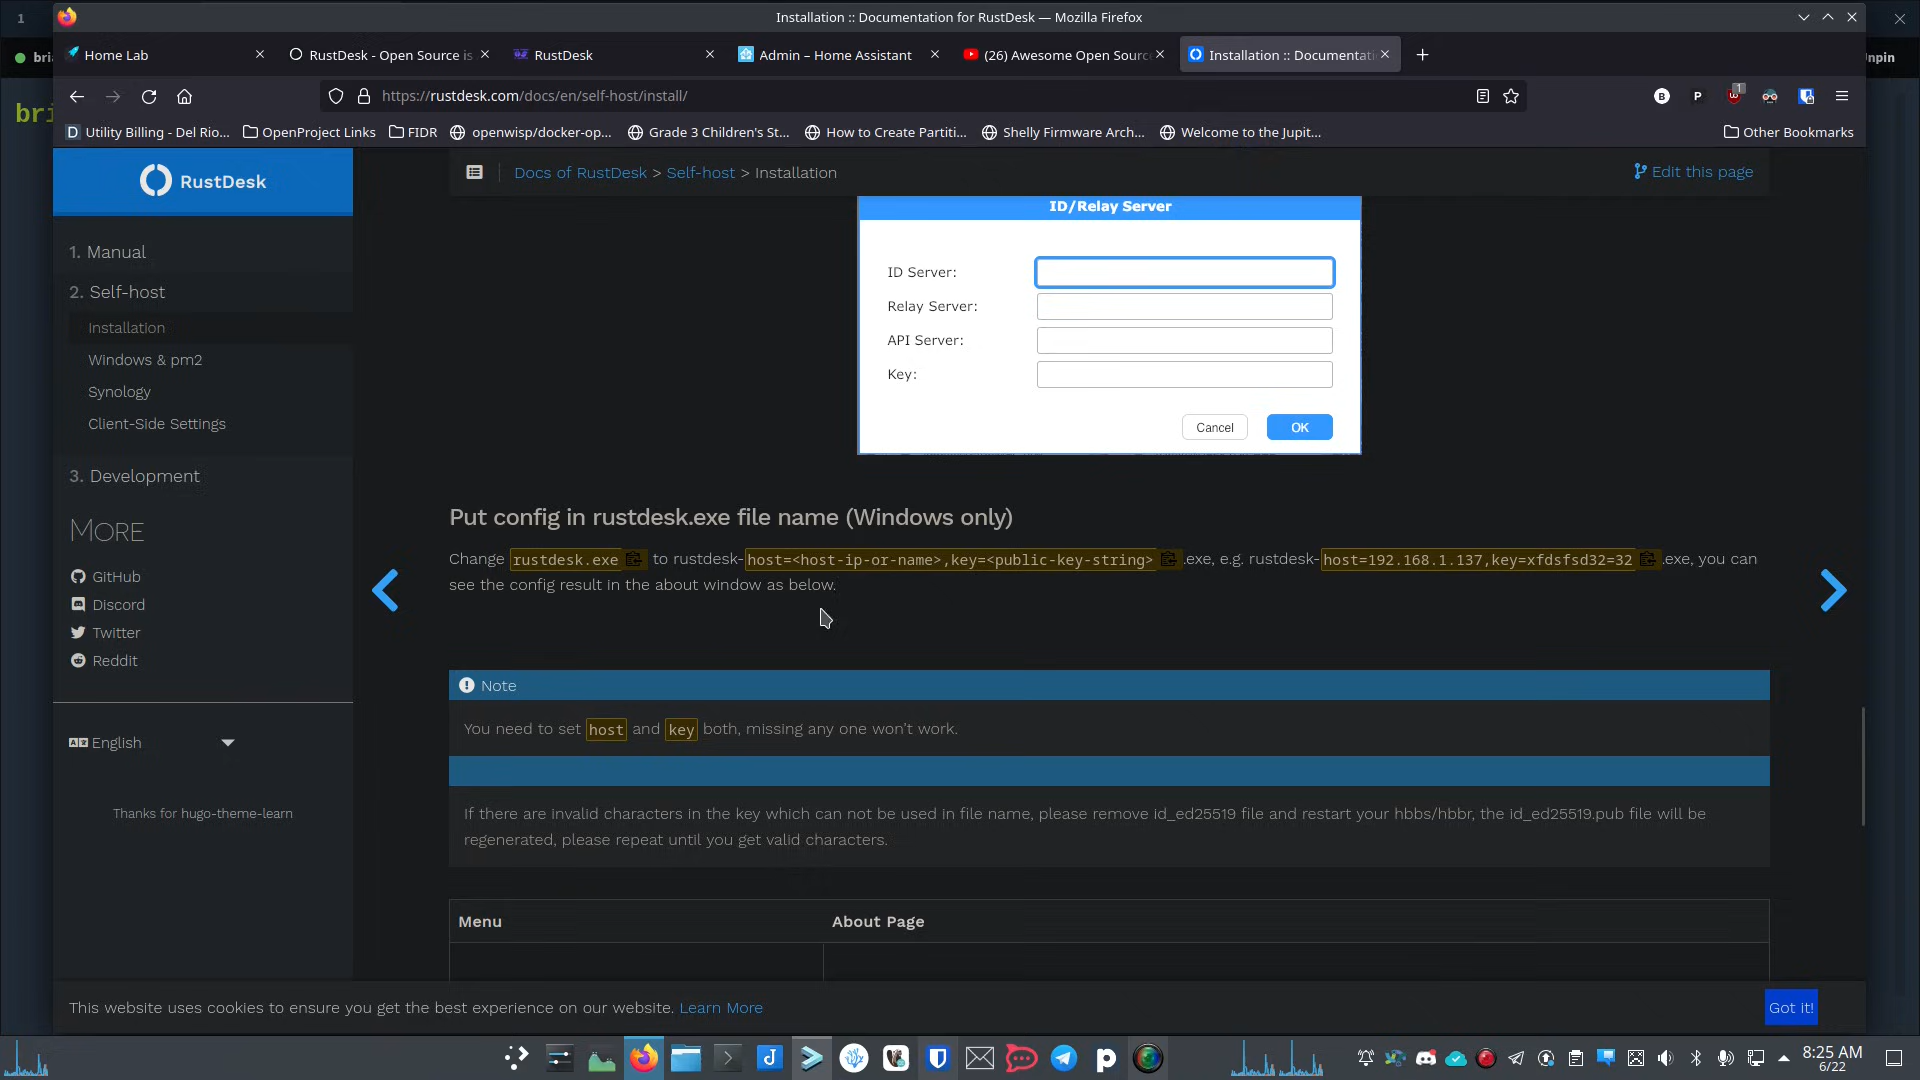 1
Installation :: Documentation for RustDesk — Mozilla Firefox
Home Lab
RustDesk - Open Source is
RustDesk
Admin – Home Assistant
(26) Awesome Open Sourc
Installation :: Documentati
bri
npin
https://rustdesk.com/docs/en/self-host/install/
B
P
1
bri
Utility Billing - Del Rio...
OpenProject Links
FIDR
openwisp/docker-op...
Grade 3 Children's St...
How to Create Partiti...
Shelly Firmware Arch...
Welcome to the Jupit...
Other Bookmarks
RustDesk
Docs of RustDesk > Self-host > Installation
Edit this page
1. Manual
2. Self-host
Installation
Windows & pm2
Synology
Client-Side Settings
3. Development
MORE
GitHub
Discord
Twitter
Reddit
English
Thanks for hugo-theme-learn
ID/Relay Server
ID Server:
Relay Server:
API Server:
Key:
Cancel
OK
Put config in rustdesk.exe file name (Windows only)
Change rustdesk.exe to rustdesk-host=<host-ip-or-name>,key=<public-key-string>.exe, e.g. rustdesk-host=192.168.1.137,key=xfdsfsd32=32.exe, you can
see the config result in the about window as below.
Note
You need to set host and key both, missing any one won't work.
If there are invalid characters in the key which can not be used in file name, please remove id_ed25519 file and restart your hbbs/hbbr, the id_ed25519.pub file will be
regenerated, please repeat until you get valid characters.
Menu
About Page
This website uses cookies to ensure you get the best experience on our website. Learn More
Got it!
8:25 AM
6/22